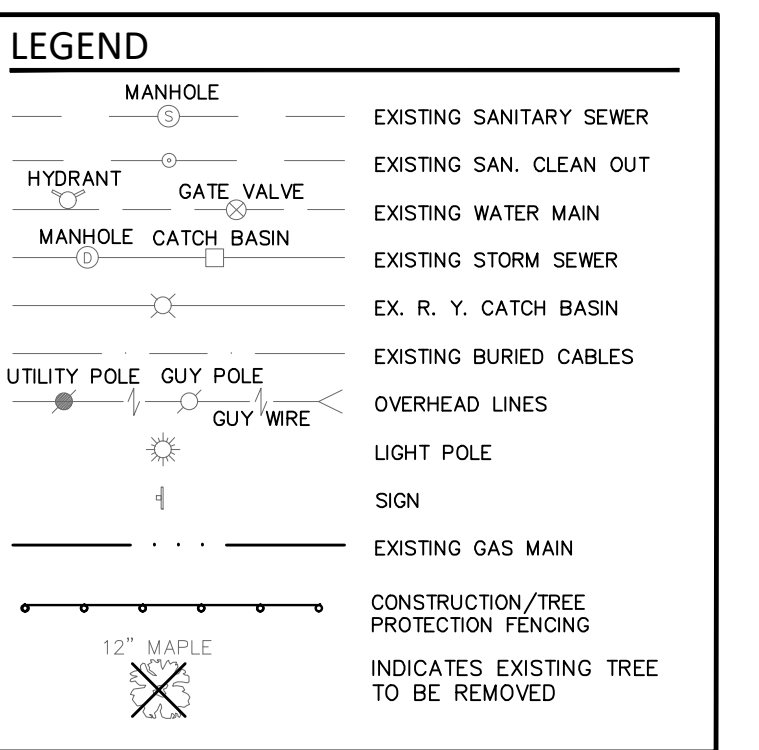 LEGEND
MANHOLE
S
EXISTING SANITARY SEWER
EXISTING SAN. CLEAN OUT
HYDRANT
GATE VALVE
EXISTING WATER MAIN
MANHOLE CATCH BASIN
D
EXISTING STORM SEWER
EX. R. Y. CATCH BASIN
EXISTING BURIED CABLES
UTILITY POLE GUY POLE
OVERHEAD LINES
GUY WIRE
LIGHT POLE
SIGN
EXISTING GAS MAIN
CONSTRUCTION/TREE
PROTECTION FENCING
12" MAPLE
INDICATES EXISTING TREE
TO BE REMOVED